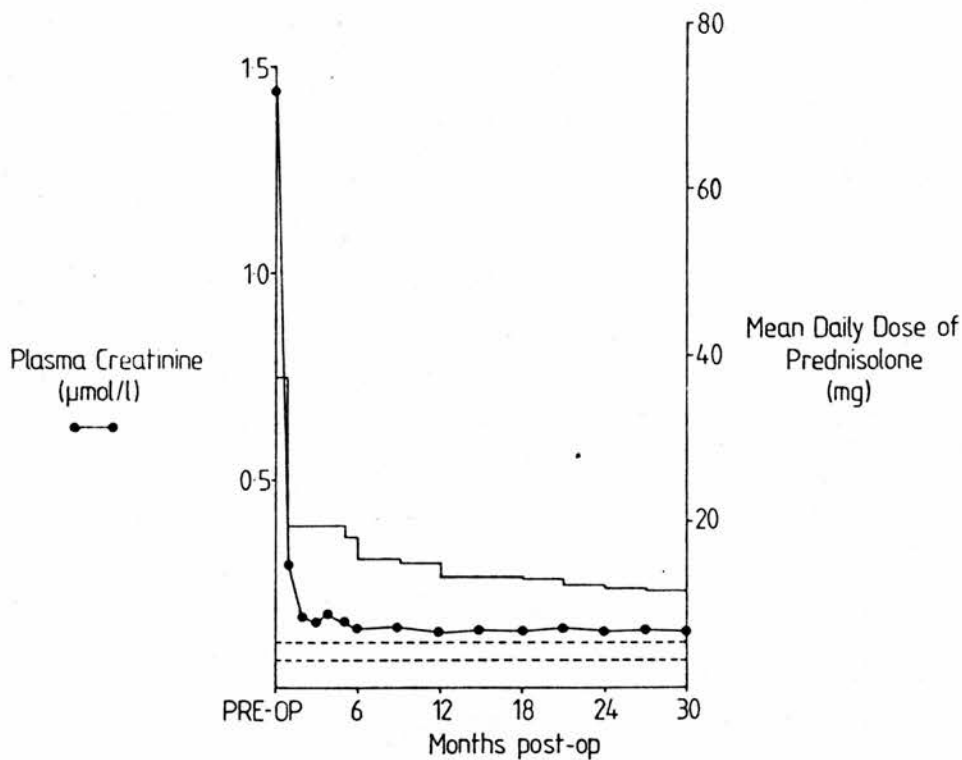 80
1·5
60
1·0
Plasma Creatinine
(µmol/l)
40
Mean Daily Dose of
Prednisolone
(mg)
0·5
20
PRE-OP 6 12 18 24 30
Months post-op